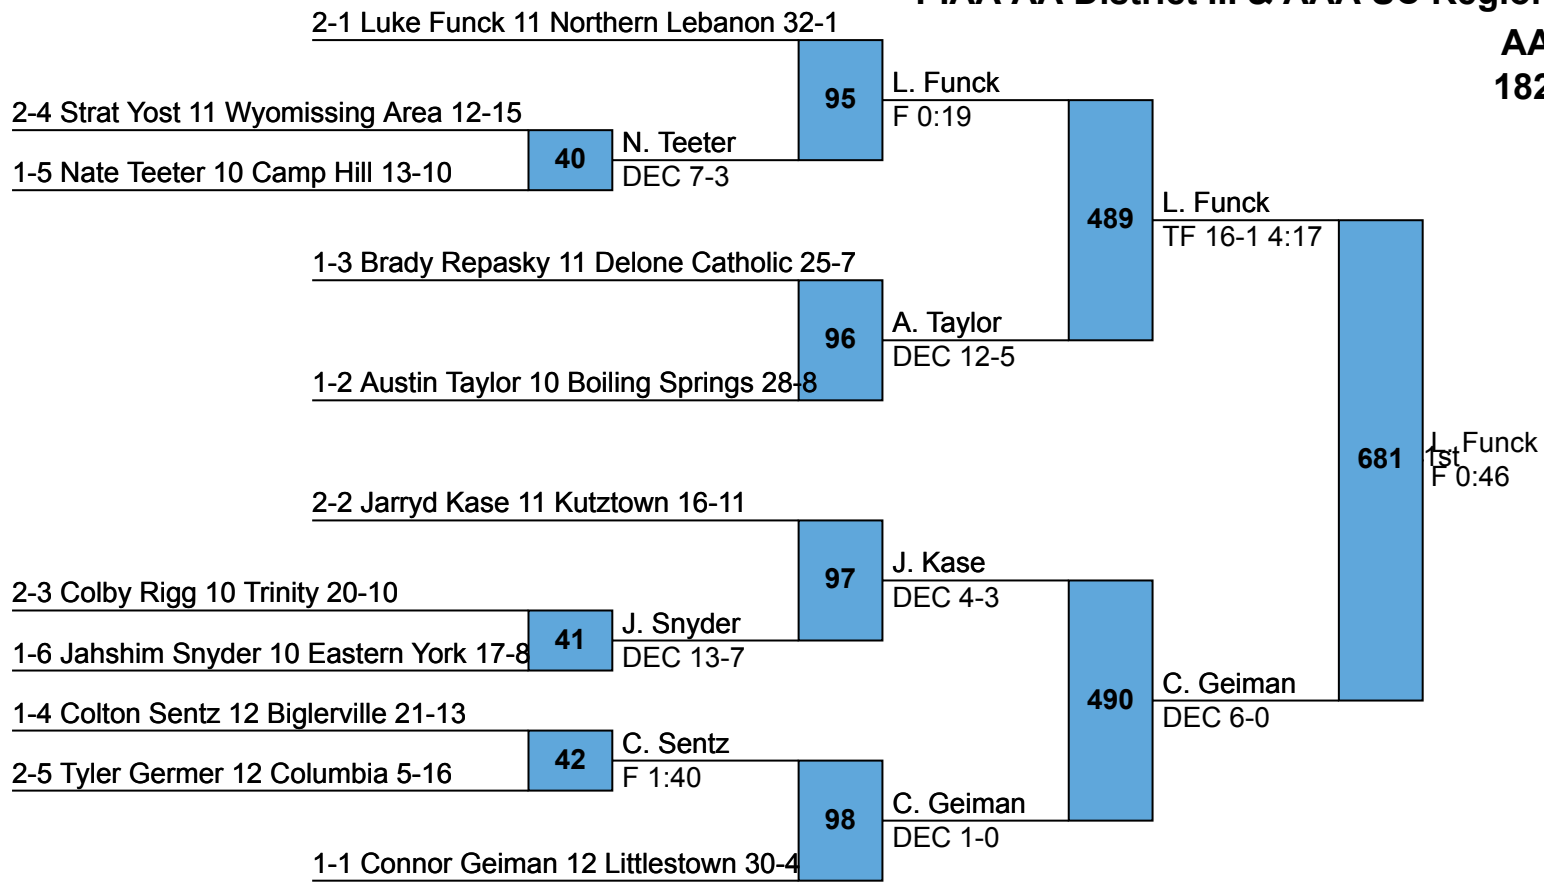 2-1 Luke Funck 11 Northern Lebanon 32-1
AA
182
95
L. Funck
F 0:19
2-4 Strat Yost 11 Wyomissing Area 12-15
40
N. Teeter
DEC 7-3
1-5 Nate Teeter 10 Camp Hill 13-10
489
L. Funck
TF 16-1 4:17
1-3 Brady Repasky 11 Delone Catholic 25-7
96
A. Taylor
DEC 12-5
1-2 Austin Taylor 10 Boiling Springs 28-8
681
L. Funck
1st
F 0:46
2-2 Jarryd Kase 11 Kutztown 16-11
97
J. Kase
DEC 4-3
2-3 Colby Rigg 10 Trinity 20-10
41
J. Snyder
DEC 13-7
1-6 Jahshim Snyder 10 Eastern York 17-8
490
C. Geiman
DEC 6-0
1-4 Colton Sentz 12 Biglerville 21-13
42
C. Sentz
F 1:40
2-5 Tyler Germer 12 Columbia 5-16
98
C. Geiman
DEC 1-0
1-1 Connor Geiman 12 Littlestown 30-4